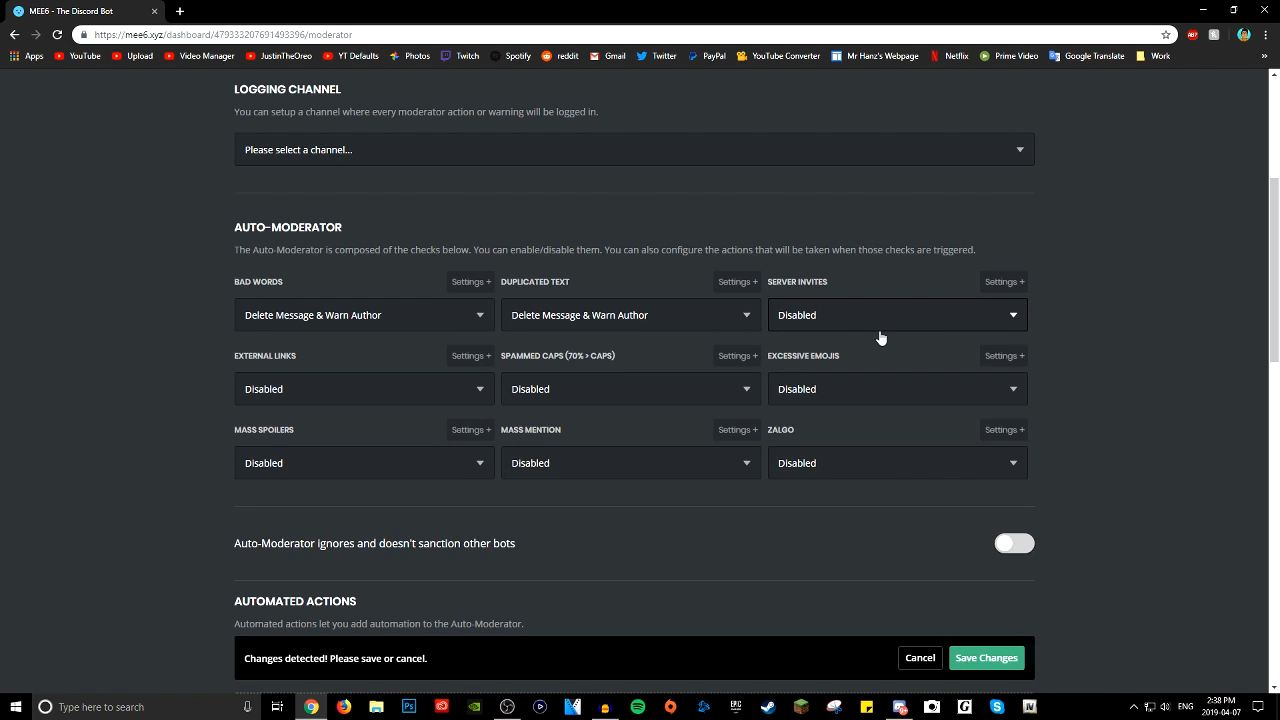 MEE6 - The Discord Bot
https://mee6.xyz/dashboard/479333207691493396/moderator
Apps YouTube Upload Video Manager JustinTheOreo YT Defaults Photos Twitch Spotify reddit Gmail Twitter PayPal YouTube Converter Mr Hanz's Webpage Netflix Prime Video Google Translate Work
LOGGING CHANNEL
You can setup a channel where every moderator action or warning will be logged in.
Please select a channel...
AUTO-MODERATOR
The Auto-Moderator is composed of the checks below. You can enable/disable them. You can also configure the actions that will be taken when those checks are triggered.
BAD WORDS Settings + DUPLICATED TEXT Settings + SERVER INVITES Settings +
Delete Message & Warn Author Delete Message & Warn Author Disabled
EXTERNAL LINKS Settings + SPAMMED CAPS (70% > CAPS) Settings + EXCESSIVE EMOJIS Settings +
Disabled Disabled Disabled
MASS SPOILERS Settings + MASS MENTION Settings + ZALGO Settings +
Disabled Disabled Disabled
Auto-Moderator ignores and doesn't sanction other bots
AUTOMATED ACTIONS
Automated actions let you add automation to the Auto-Moderator.
Changes detected! Please save or cancel. Cancel Save Changes
Type here to search
ENG
2:38 PM
2019-04-07